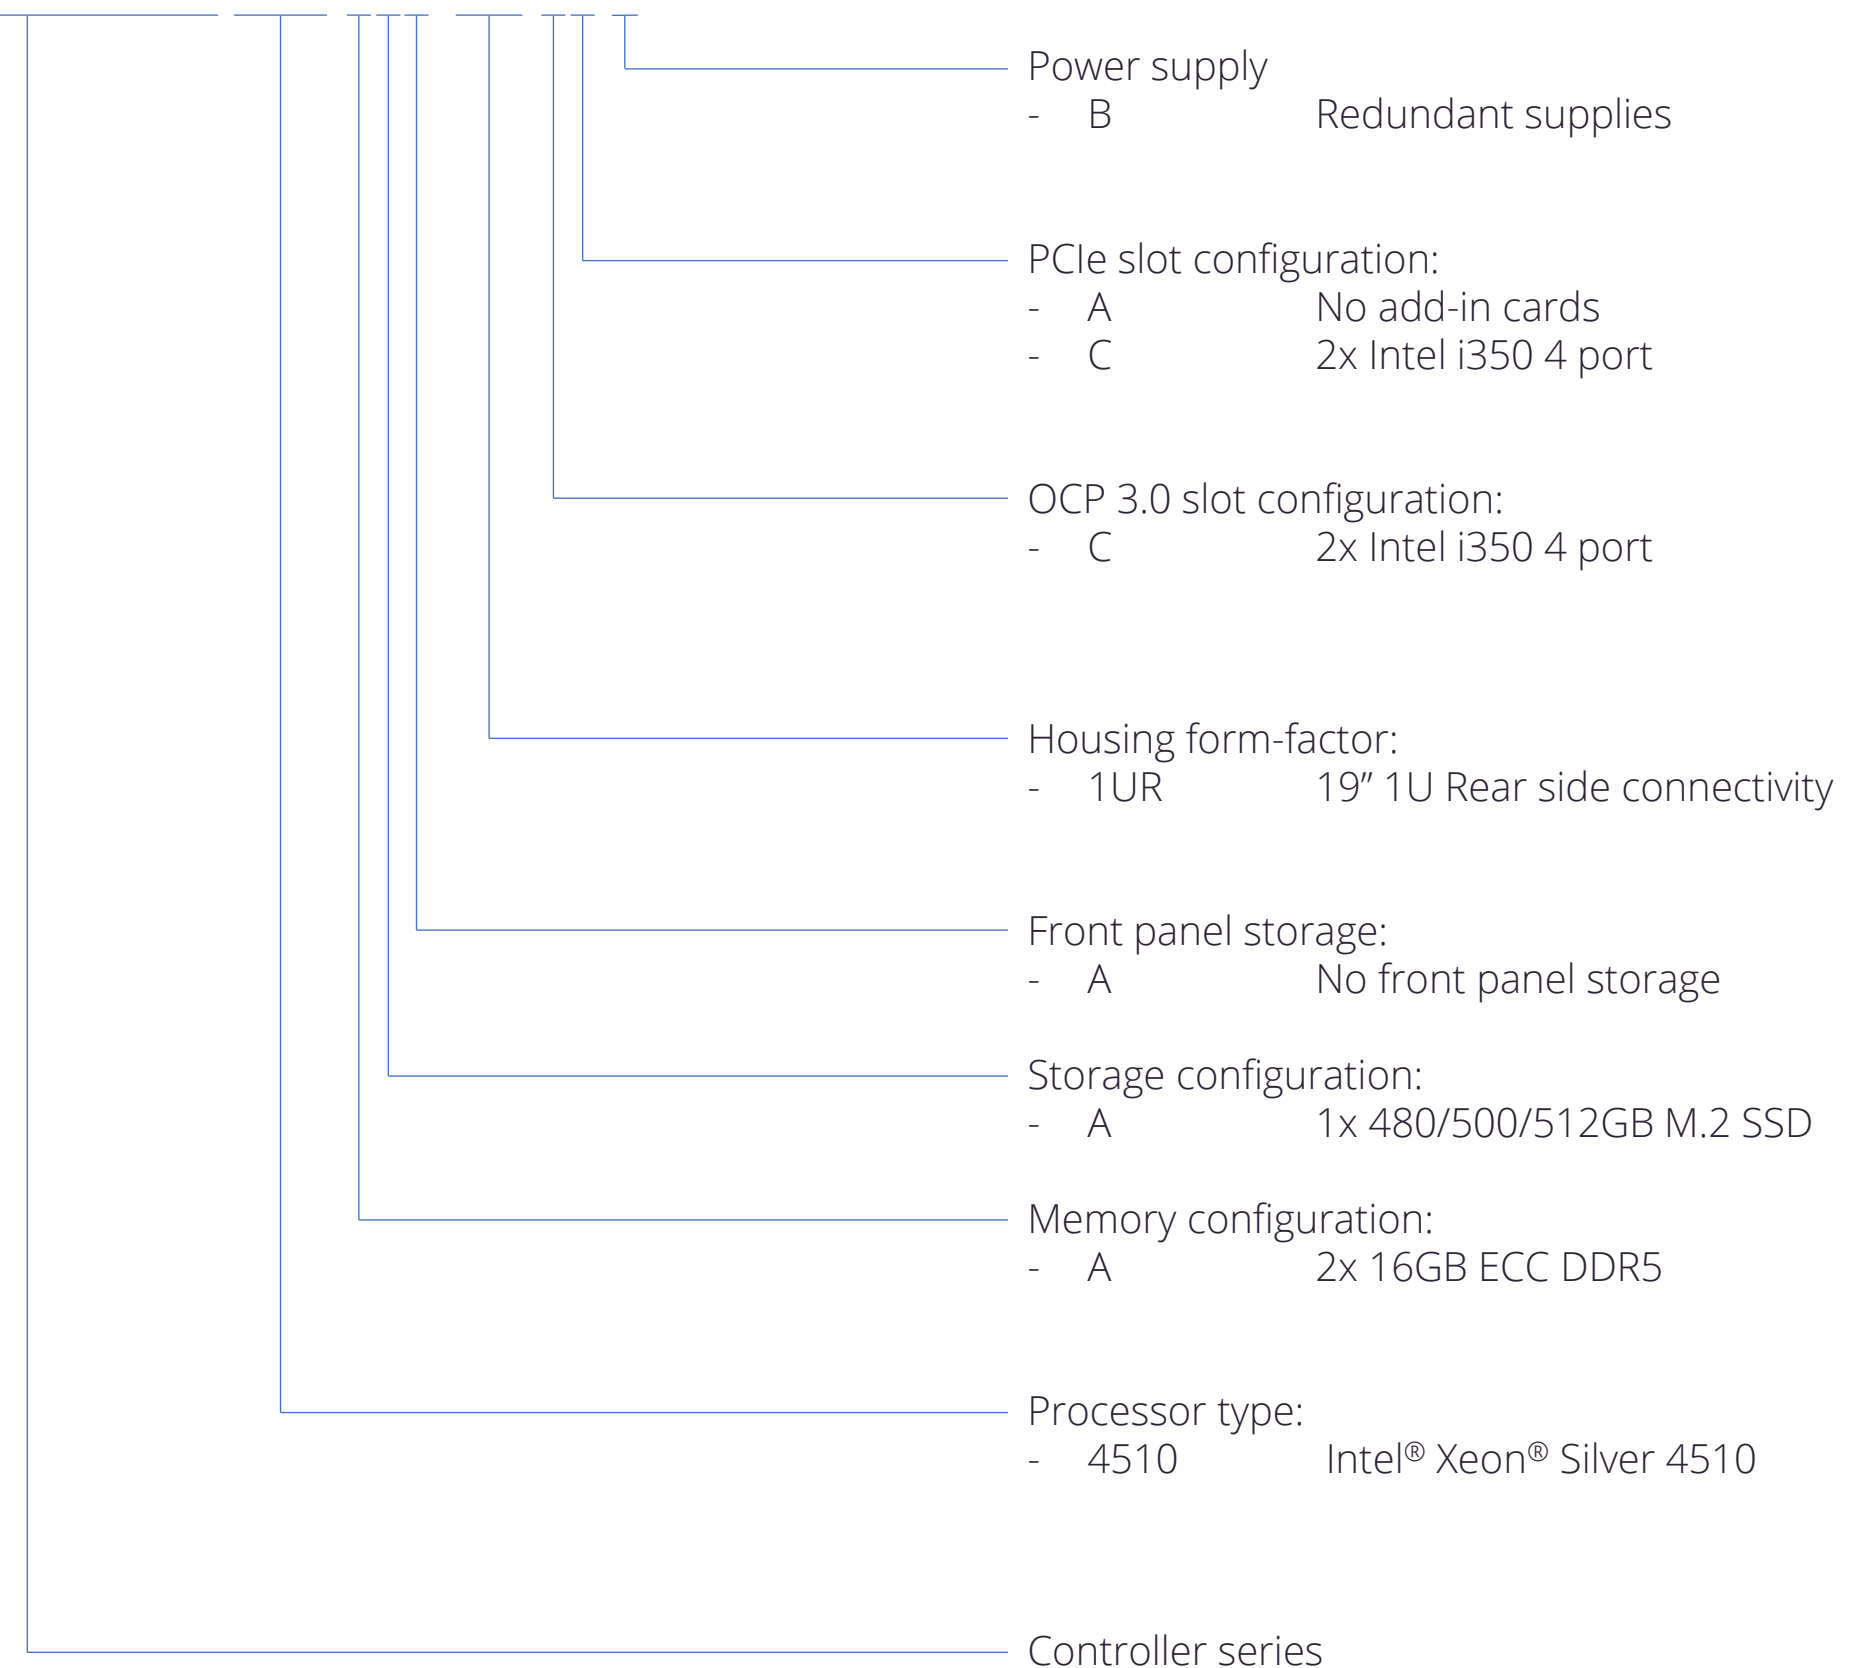 Power supply
- B Redundant supplies
PCIe slot configuration:
- A No add-in cards
- C 2x Intel i350 4 port
OCP 3.0 slot configuration:
- C 2x Intel i350 4 port
Housing form-factor:
- 1UR 19” 1U Rear side connectivity
Front panel storage:
- A No front panel storage
Storage configuration:
- A 1x 480/500/512GB M.2 SSD
Memory configuration:
- A 2x 16GB ECC DDR5
Processor type:
- 4510 Intel® Xeon® Silver 4510
Controller series